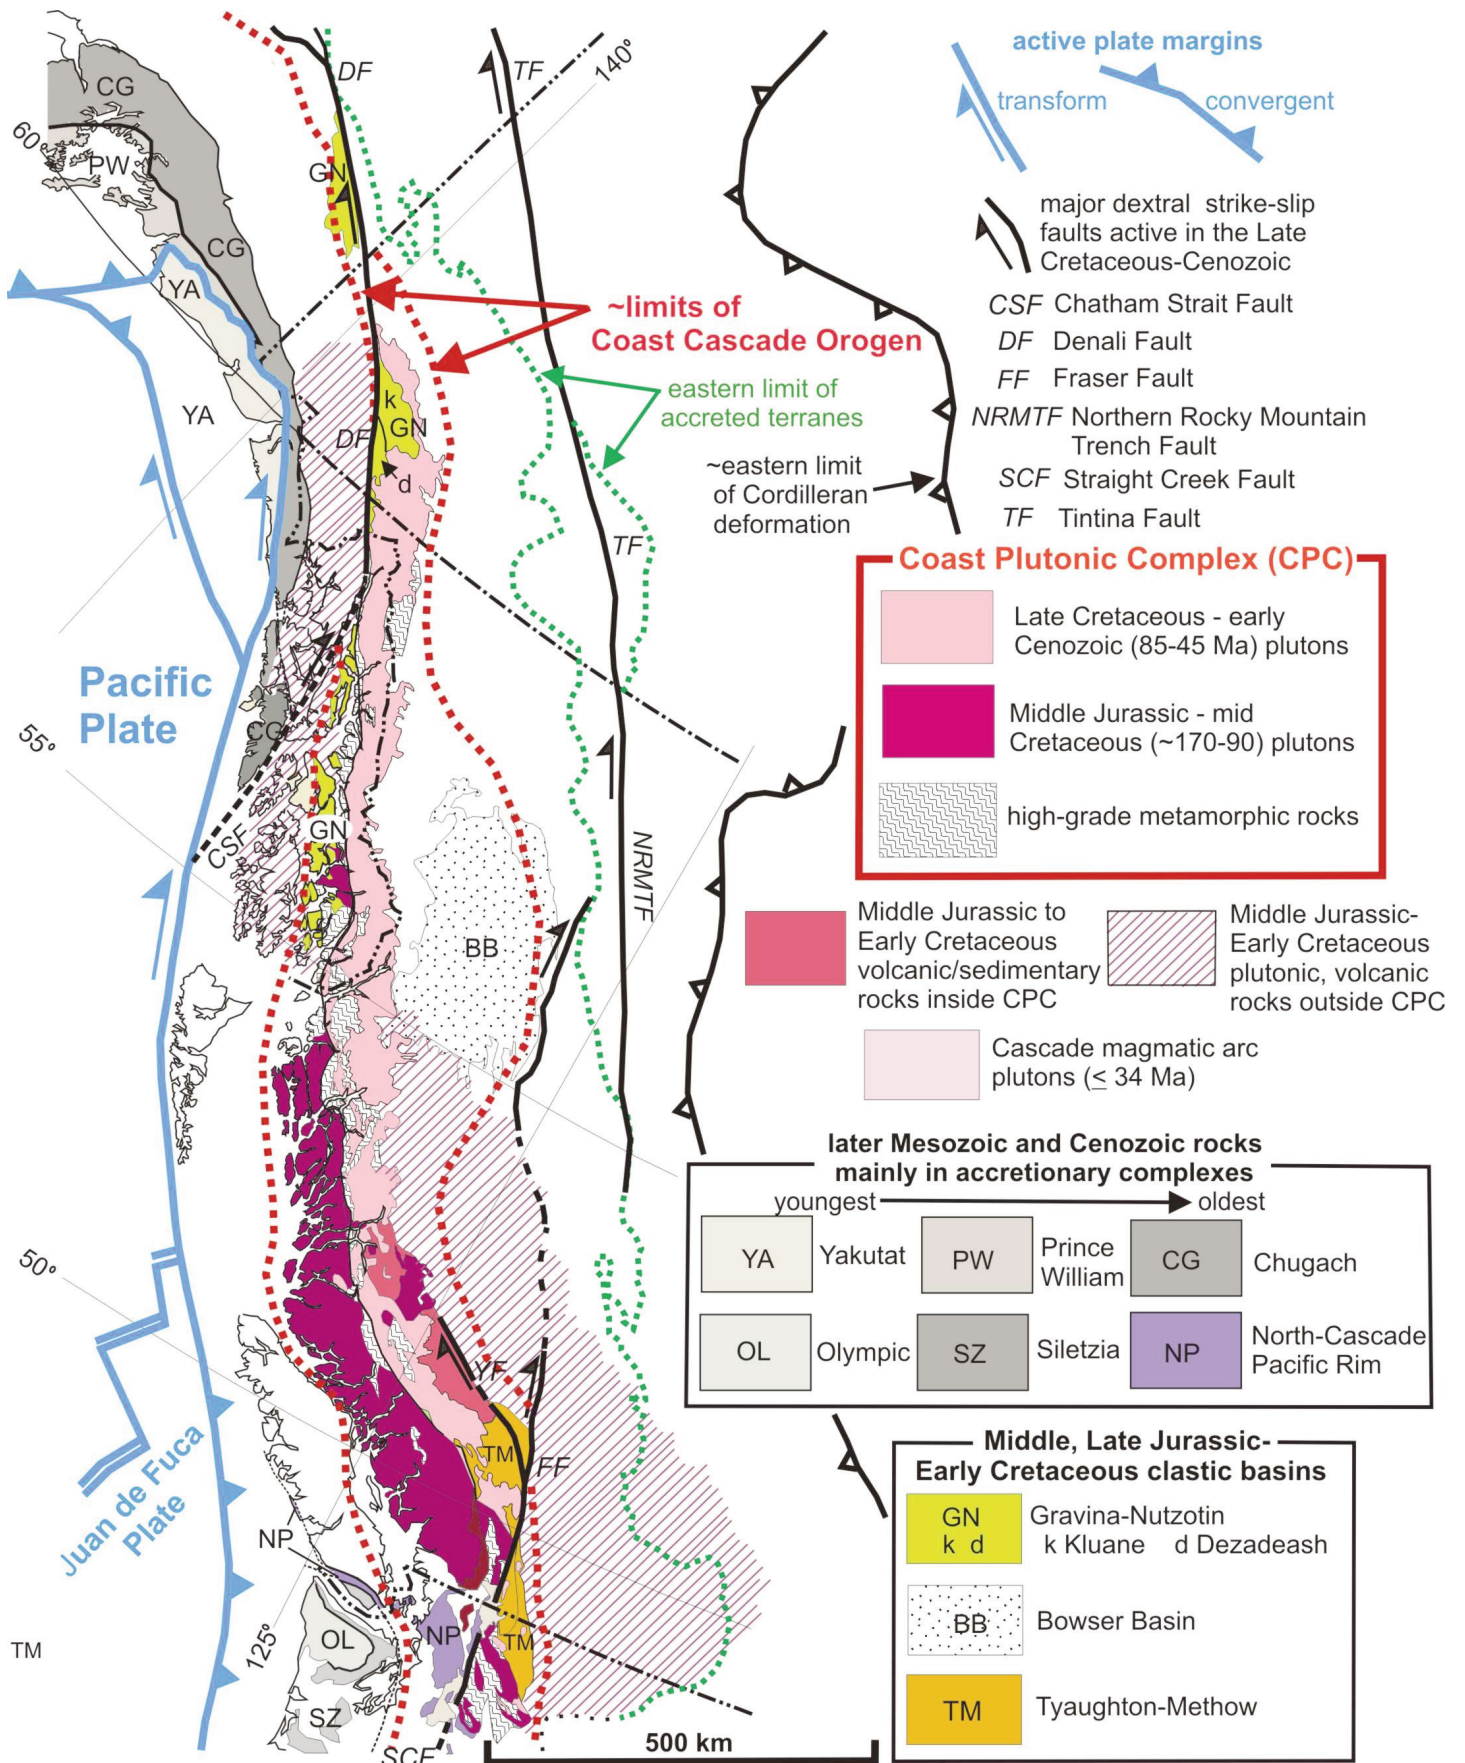 active plate margins
transform
convergent
major dextral strike-slip
faults active in the Late
Cretaceous-Cenozoic
CSF Chatham Strait Fault
DF Denali Fault
FF Fraser Fault
NRMTF Northern Rocky Mountain
Trench Fault
SCF Straight Creek Fault
TF Tintina Fault
CG
60°
PW
CG
YA
YA
DF
TF
140°
GN
~limits of
Coast Cascade Orogen
eastern limit of
accreted terranes
~eastern limit
of Cordilleran
deformation
k
GN
DF
d
TF
Pacific
Plate
55°
CG
CSF
GN
BB
NRMTF
50°
YF
FF
TM
Juan de Fuca
Plate
NP
TM
OL
125°
NP
TM
SZ
SCF
500 km
Coast Plutonic Complex (CPC)
Late Cretaceous - early
Cenozoic (85-45 Ma) plutons
Middle Jurassic - mid
Cretaceous (~170-90) plutons
high-grade metamorphic rocks
Middle Jurassic to
Early Cretaceous
volcanic/sedimentary
rocks inside CPC
Middle Jurassic-
Early Cretaceous
plutonic, volcanic
rocks outside CPC
Cascade magmatic arc
plutons (≤ 34 Ma)
later Mesozoic and Cenozoic rocks
mainly in accretionary complexes
youngest oldest
YA Yakutat
PW Prince
William
CG Chugach
OL Olympic
SZ Siletzia
NP North-Cascade
Pacific Rim
Middle, Late Jurassic-
Early Cretaceous clastic basins
GN Gravina-Nutzotin
k d k Kluane d Dezadeash
BB Bowser Basin
TM Tyaughton-Methow